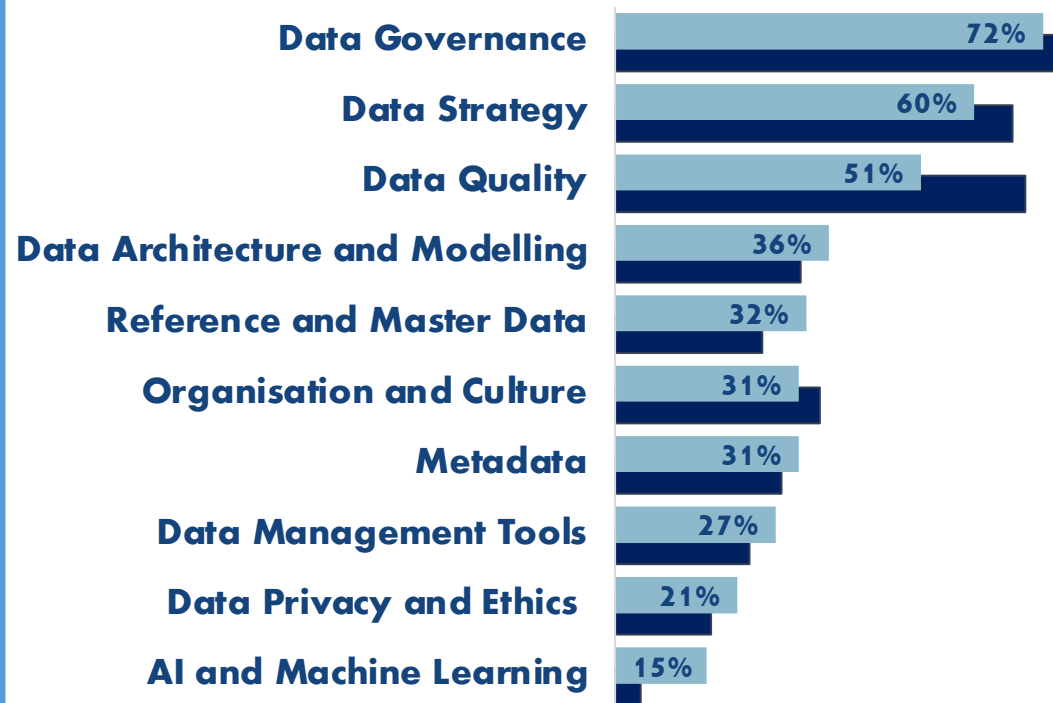 Data Governance 72%
Data Strategy 60%
Data Quality 51%
Data Architecture and Modelling 36%
Reference and Master Data 32%
Organisation and Culture 31%
Metadata 31%
Data Management Tools 27%
Data Privacy and Ethics 21%
AI and Machine Learning 15%